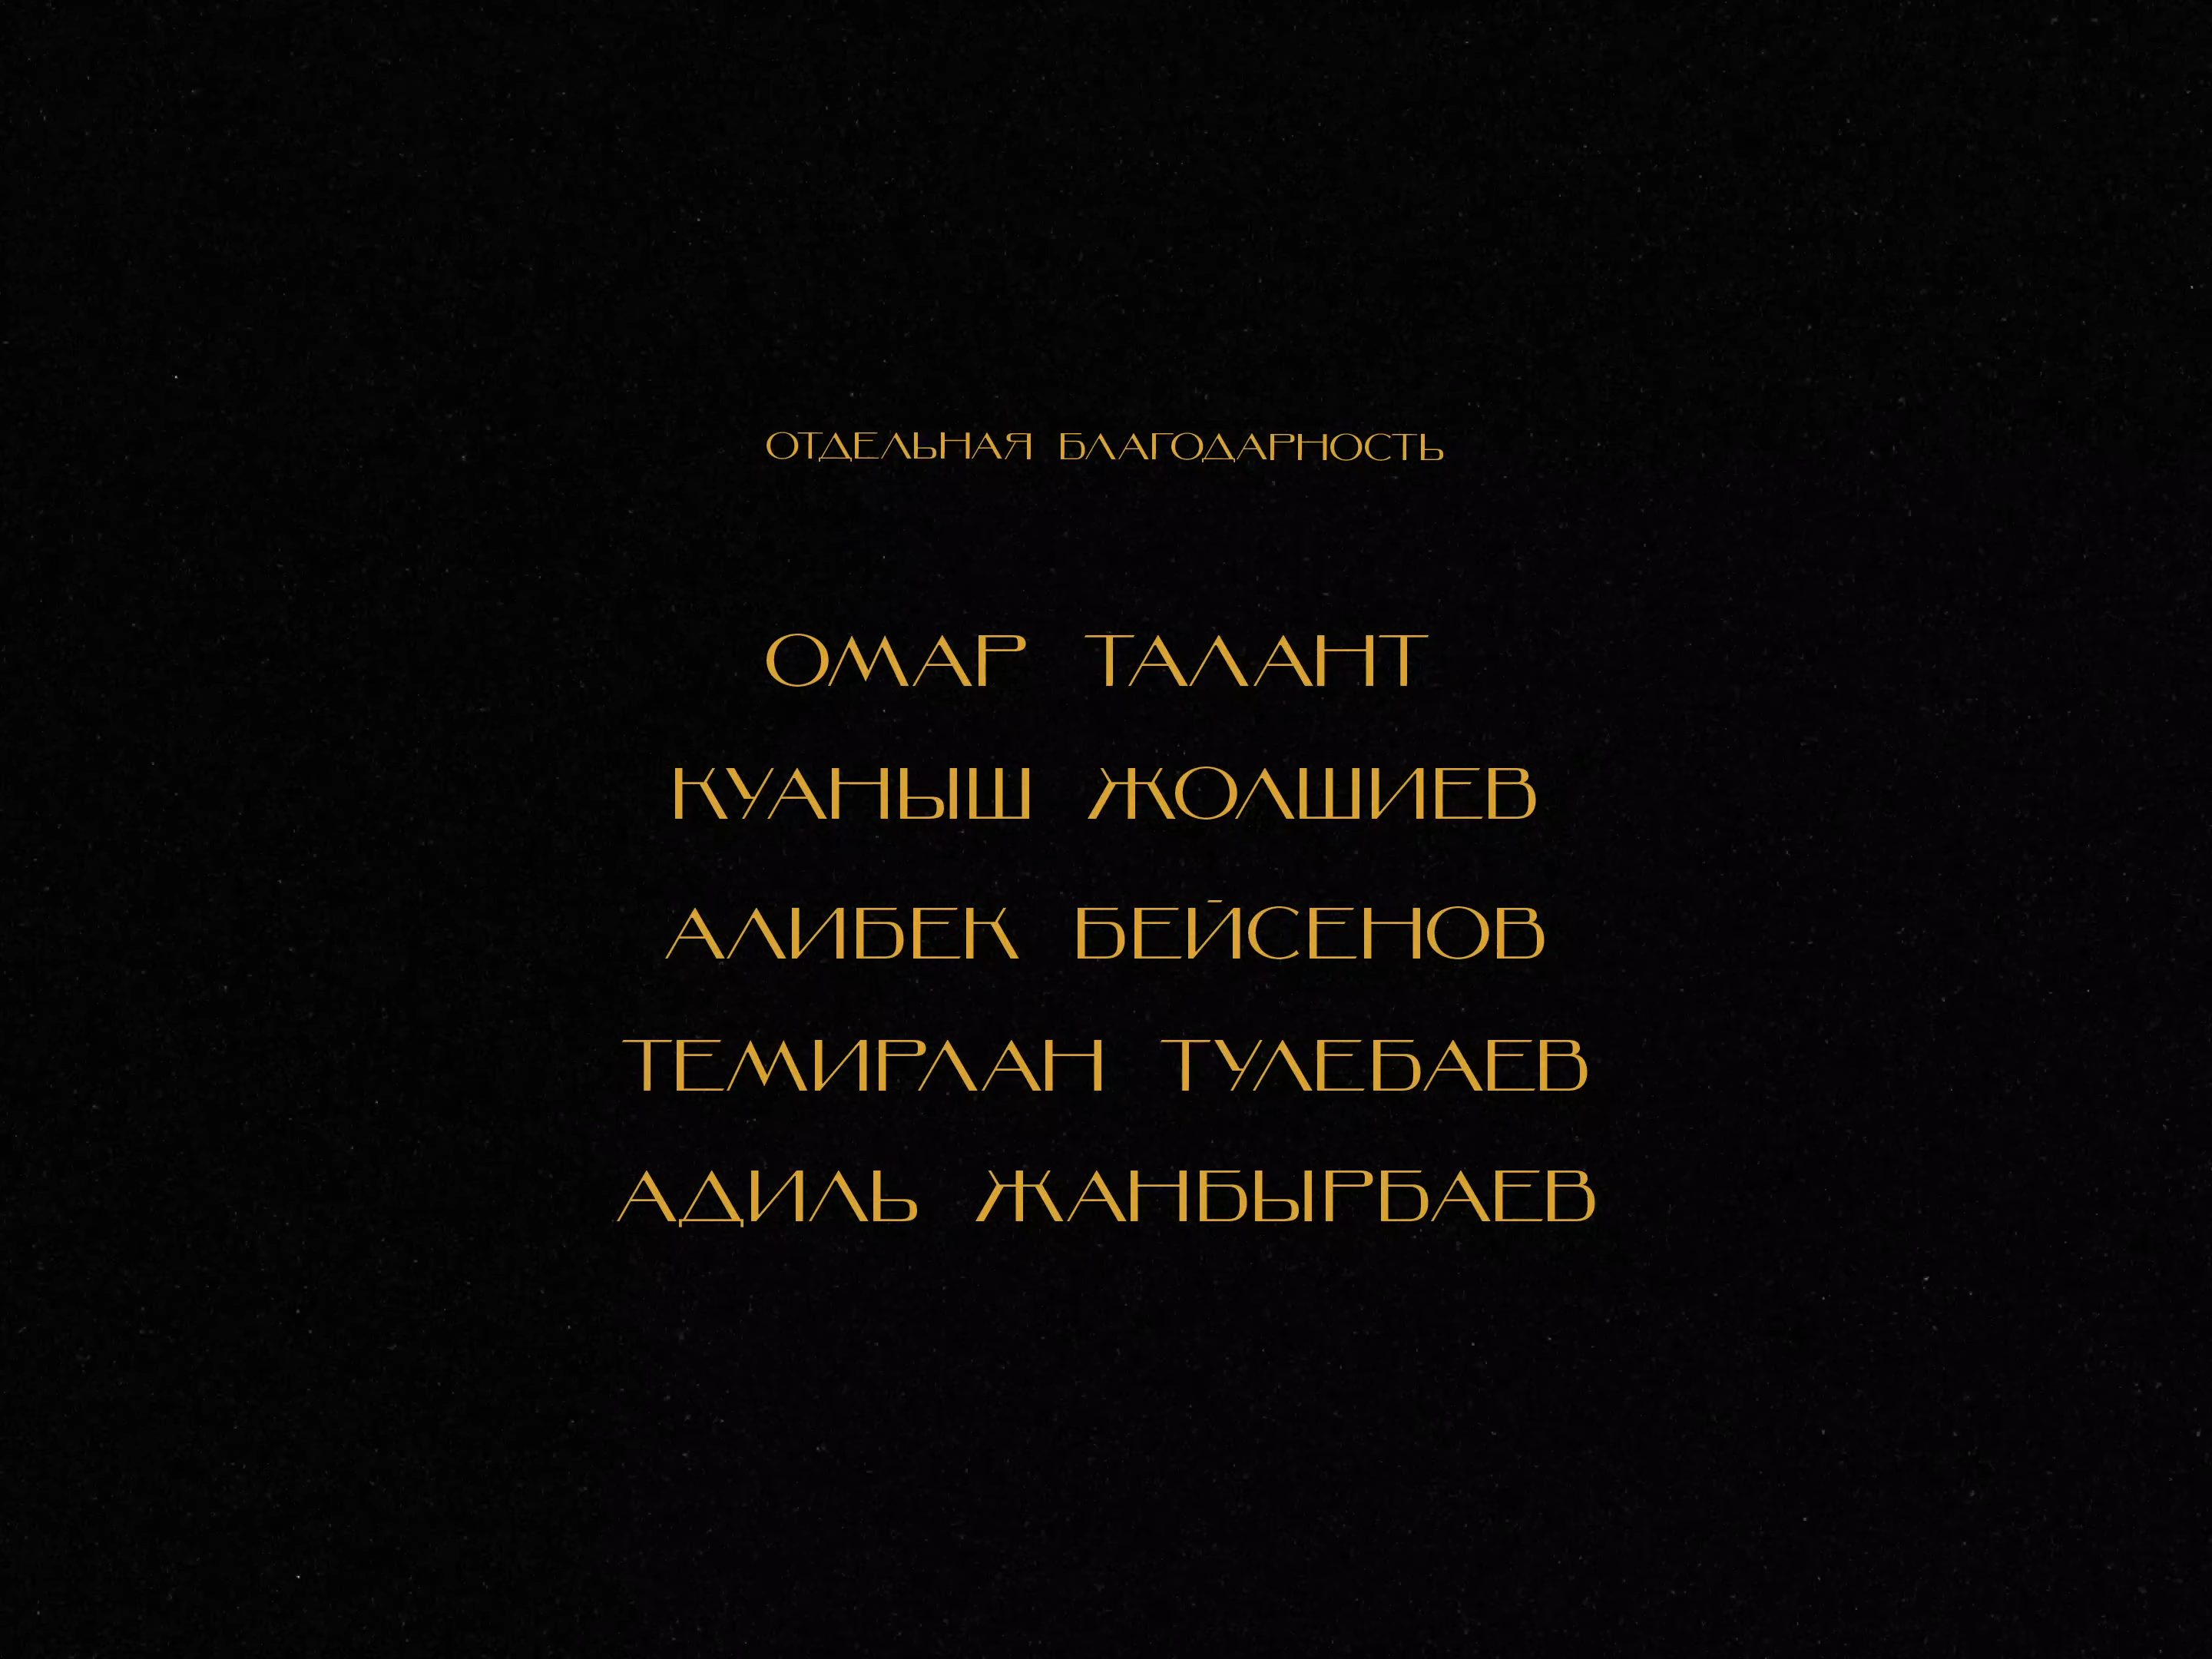 ОТДЕЛЬНАЯ БЛАГОДАРНОСТЬ
ОМАР ТАЛАНТ
КУАНЫШ ЖОЛШИЕВ
АЛИБЕК БЕЙСЕНОВ
ТЕМИРЛАН ТУЛЕБАЕВ
АДИЛЬ ЖАНБЫРБАЕВ